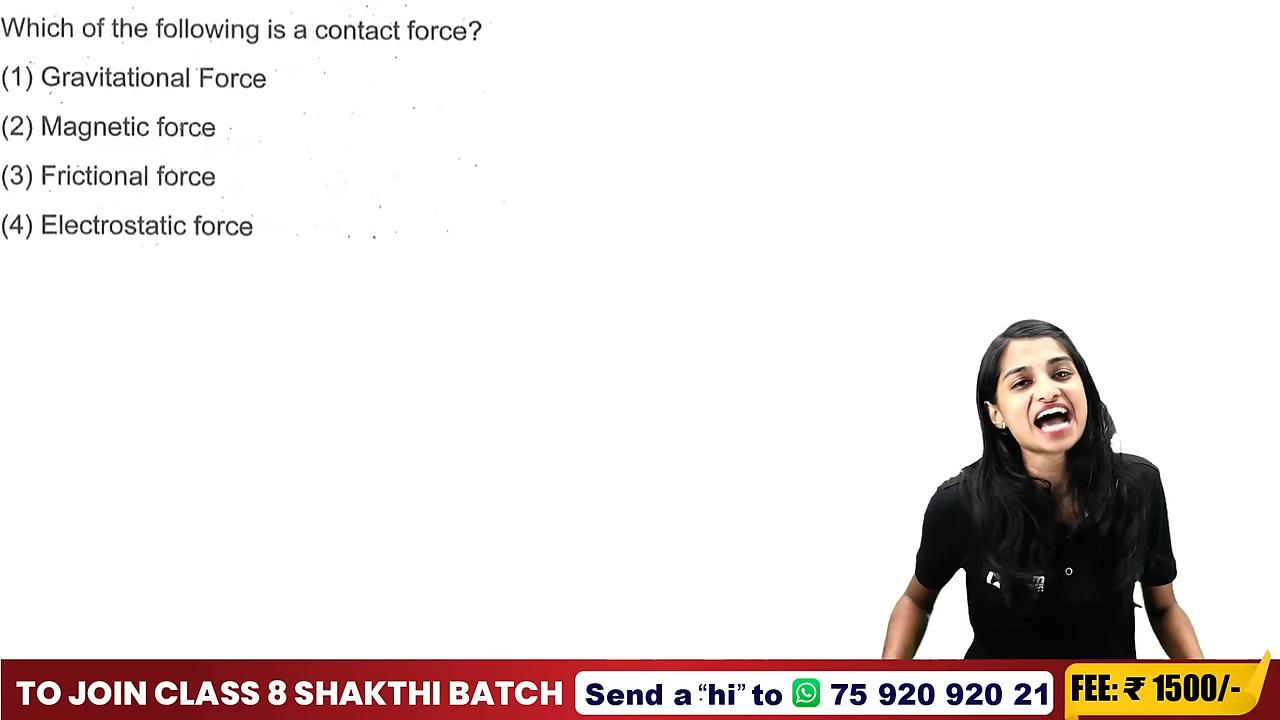 Which of the following is a contact force?
(1) Gravitational Force
(2) Magnetic force
(3) Frictional force
(4) Electrostatic force
TO JOIN CLASS 8 SHAKTHI BATCH
Send a “hi” to 75 920 920 21
FEE: ₹ 1500/-